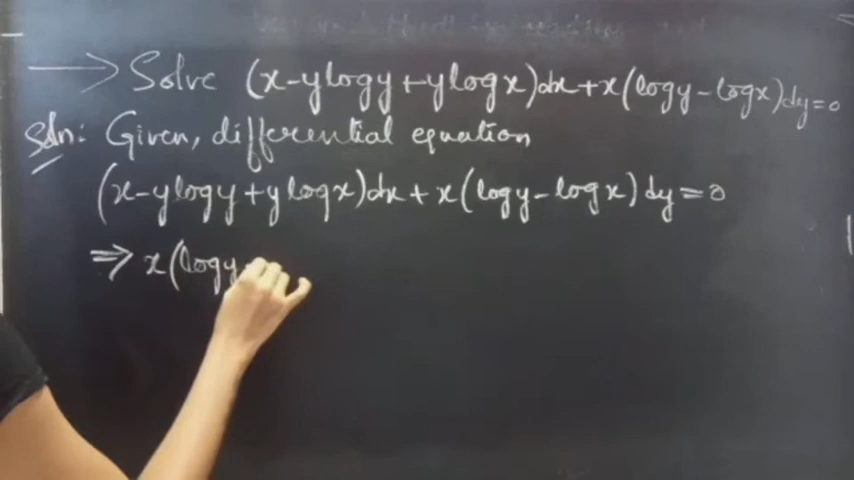 ⟶ Solve (x-ylogy+ylogx)dx+x(logy-logx)dy=0
Soln: Given, differential equation
(x-ylogy+ylogx)dx+x(logy-logx)dy=0
⇒ x(logy